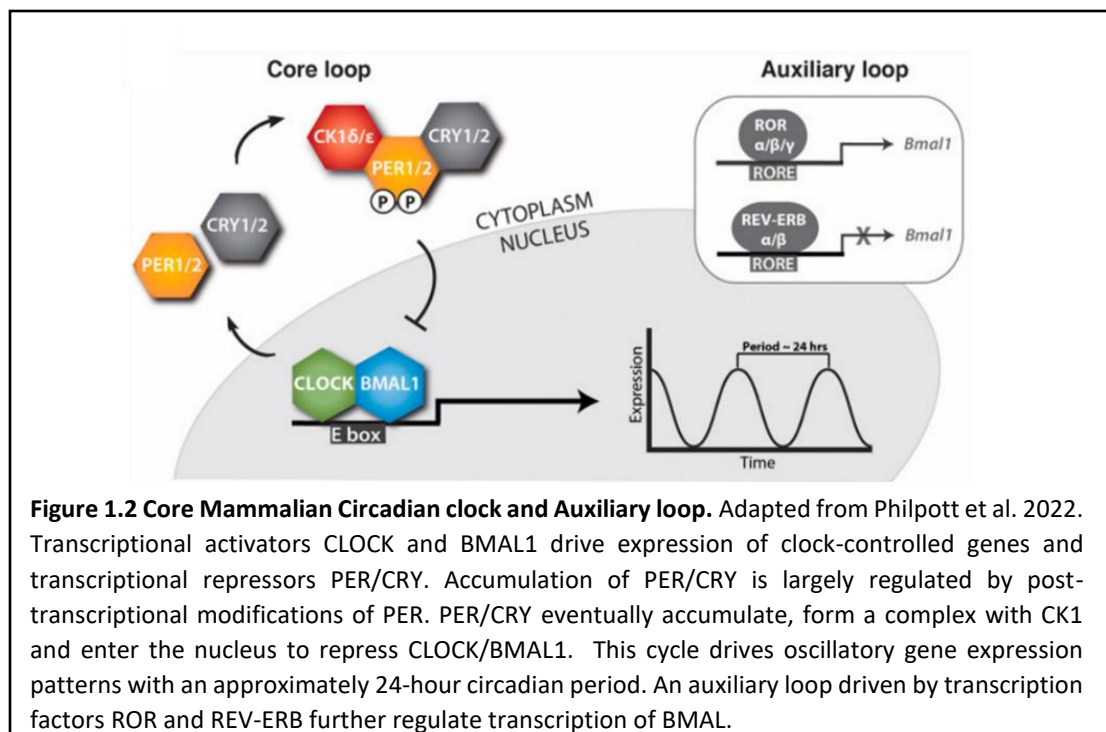 Core loop
Auxiliary loop
CK1δ/ε
CRY1/2
PER1/2
P P
CRY1/2
PER1/2
CYTOPLASM
NUCLEUS
ROR
α/β/γ
RORE
Bmal1
REV-ERB
α/β
RORE
X
Bmal1
CLOCK BMAL1
E box
Expression
Period ~ 24 hrs
Time
Figure 1.2 Core Mammalian Circadian clock and Auxiliary loop. Adapted from Philpott et al. 2022.
Transcriptional activators CLOCK and BMAL1 drive expression of clock-controlled genes and
transcriptional repressors PER/CRY. Accumulation of PER/CRY is largely regulated by post-
transcriptional modifications of PER. PER/CRY eventually accumulate, form a complex with CK1
and enter the nucleus to repress CLOCK/BMAL1. This cycle drives oscillatory gene expression
patterns with an approximately 24-hour circadian period. An auxiliary loop driven by transcription
factors ROR and REV-ERB further regulate transcription of BMAL.